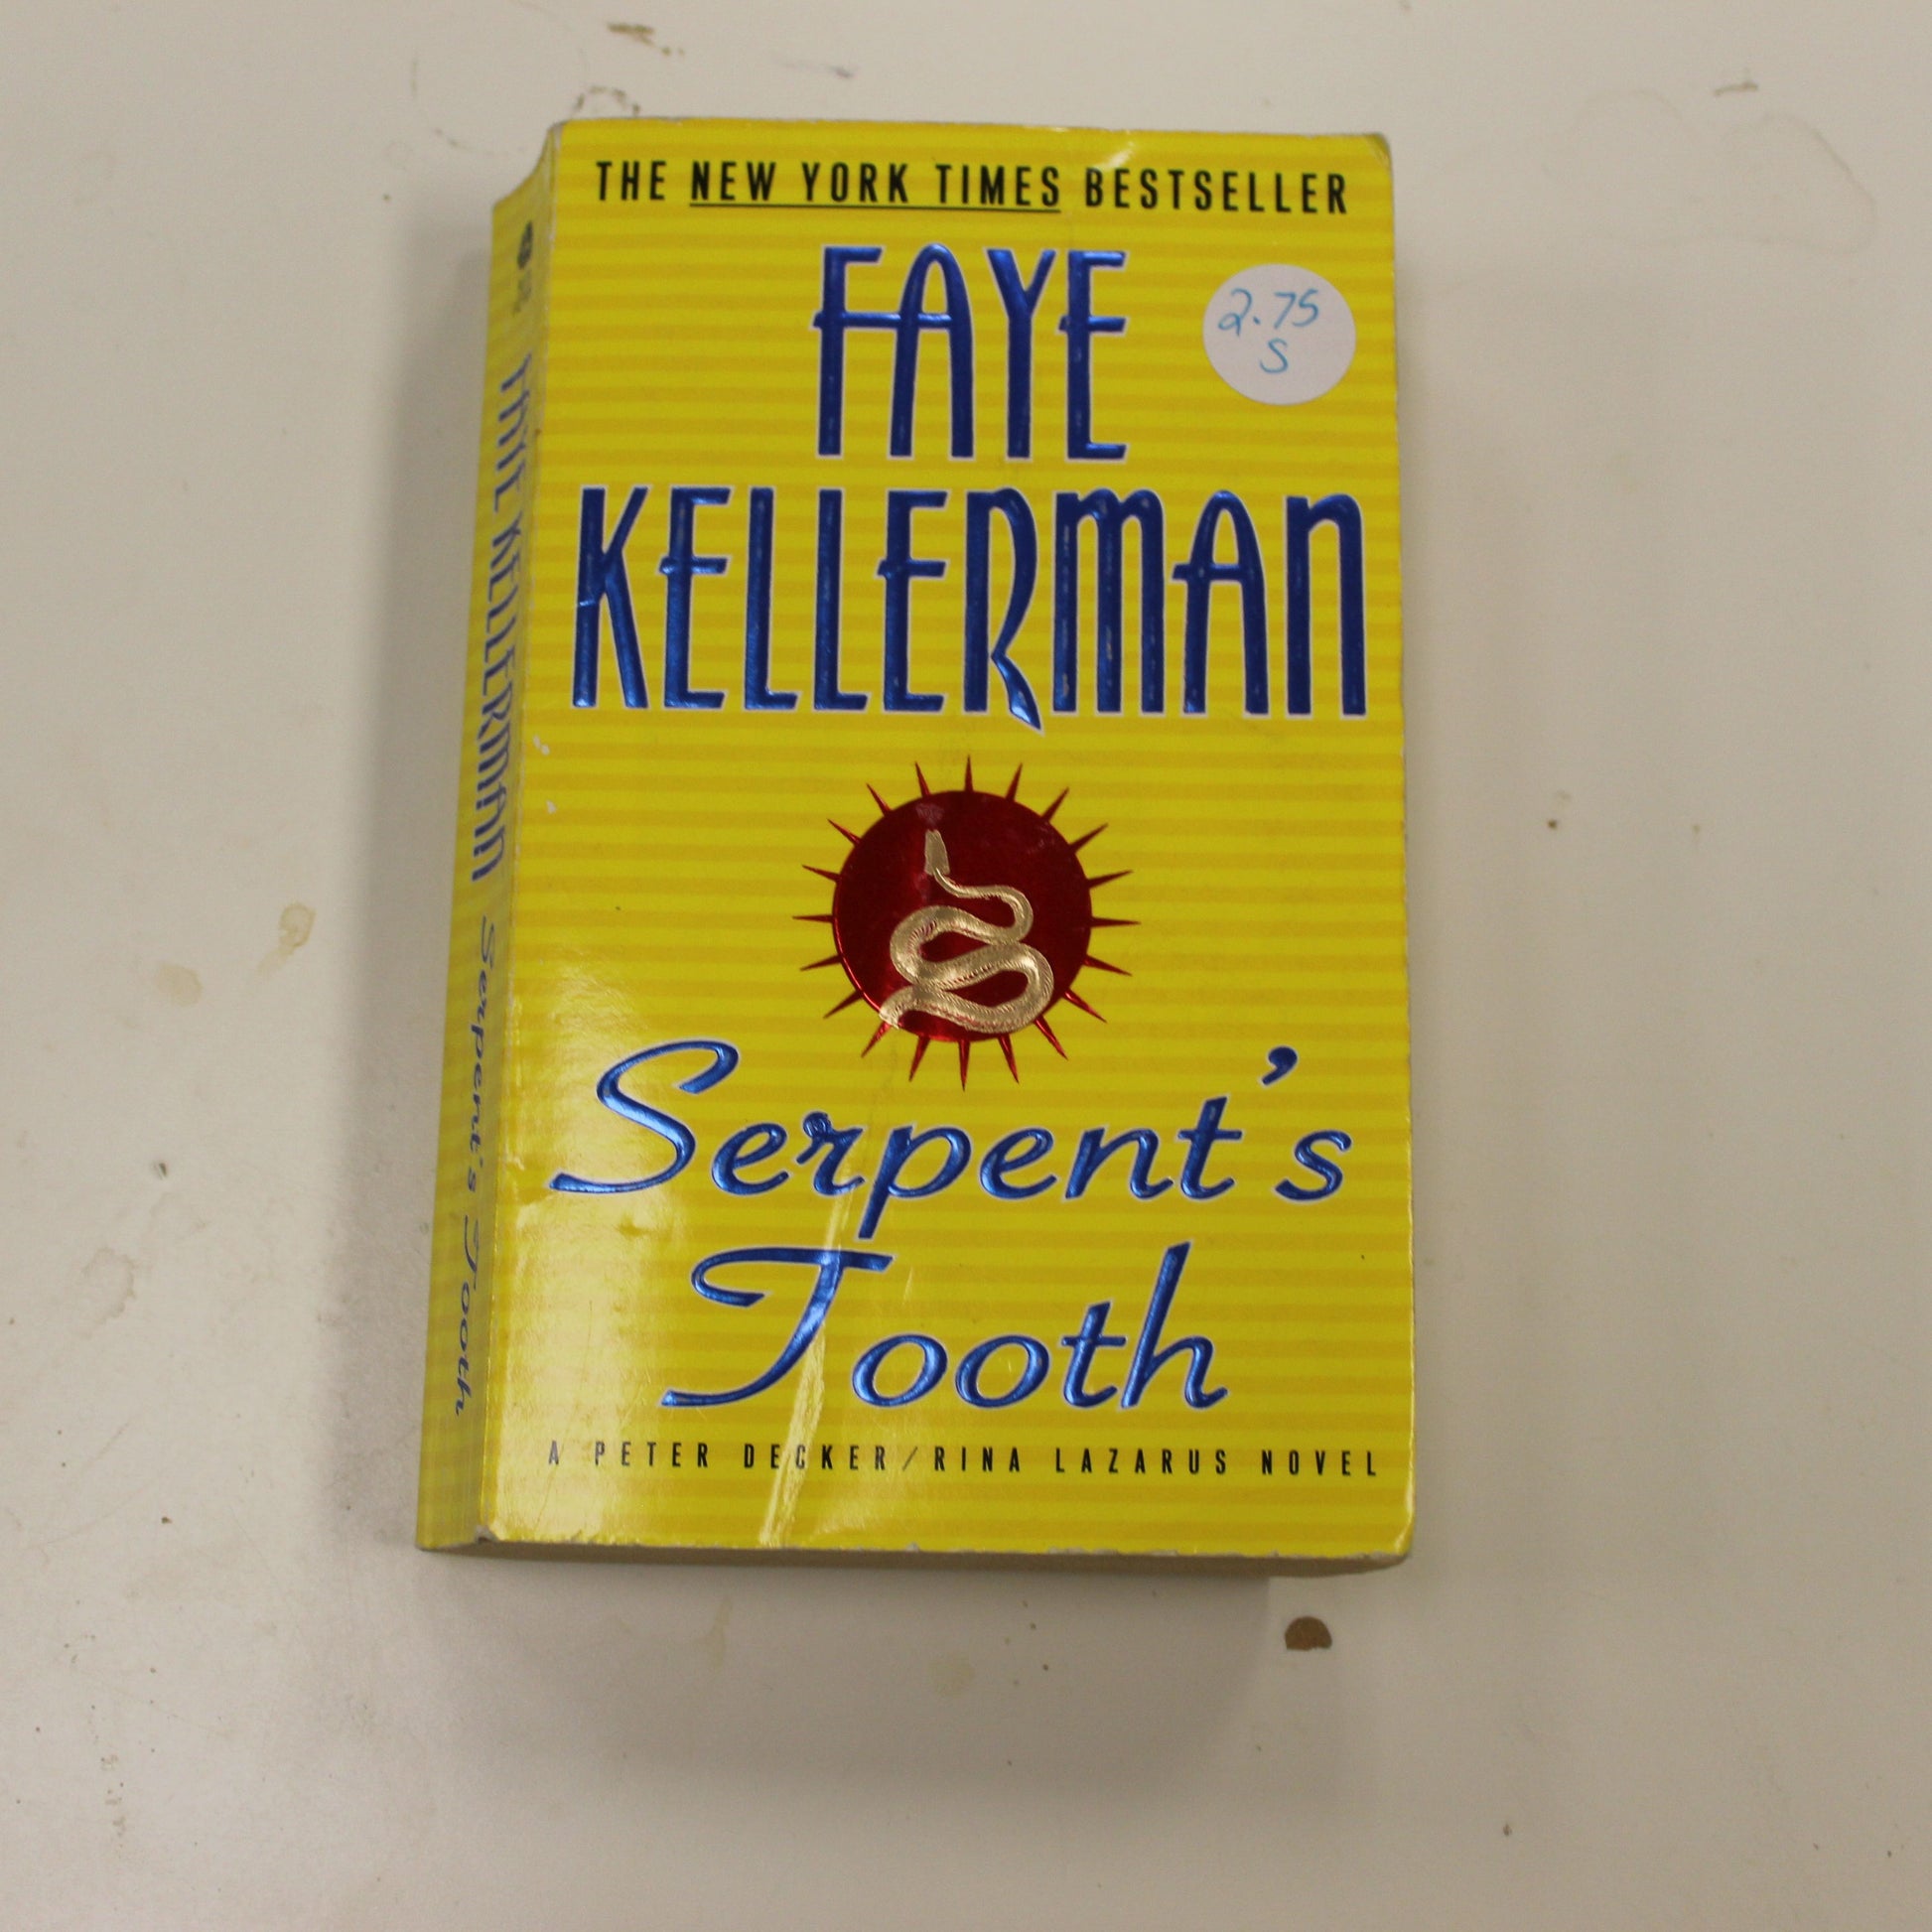 THE NEW YORK TIMES BESTSELLER
FAYE
KELLERMAN
2.75
S
Serpent's
Tooth
A PETER DECKER/RINA LAZARUS NOVEL
FAYE KELLERMAN Serpent's Tooth